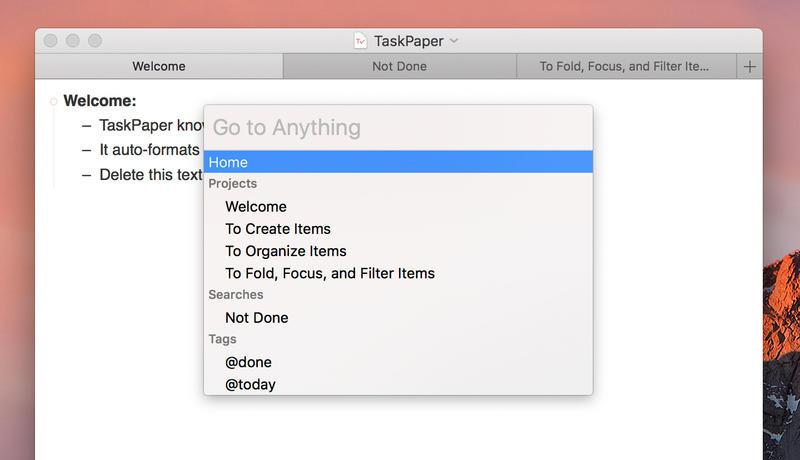 TaskPaper
Welcome
Not Done
To Fold, Focus, and Filter Ite...
+
Welcome:
– TaskPaper
– It auto-formats
– Delete this text
Go to Anything
Home
Projects
Welcome
To Create Items
To Organize Items
To Fold, Focus, and Filter Items
Searches
Not Done
Tags
@done
@today